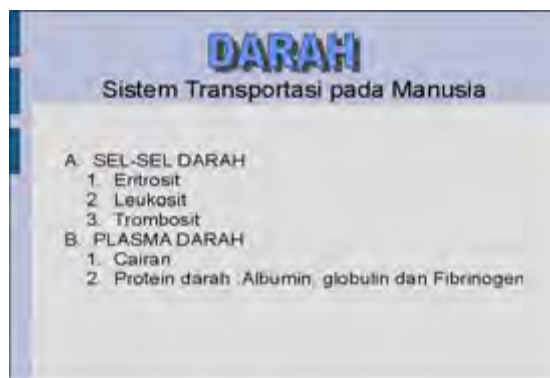 DARAH
Sistem Transportasi pada Manusia
A. SEL-SEL DARAH
1. Eritrosit
2. Leukosit
3. Trombosit
B. PLASMA DARAH
1. Cairan
2. Protein darah :Albumin, globulin dan Fibrinogen